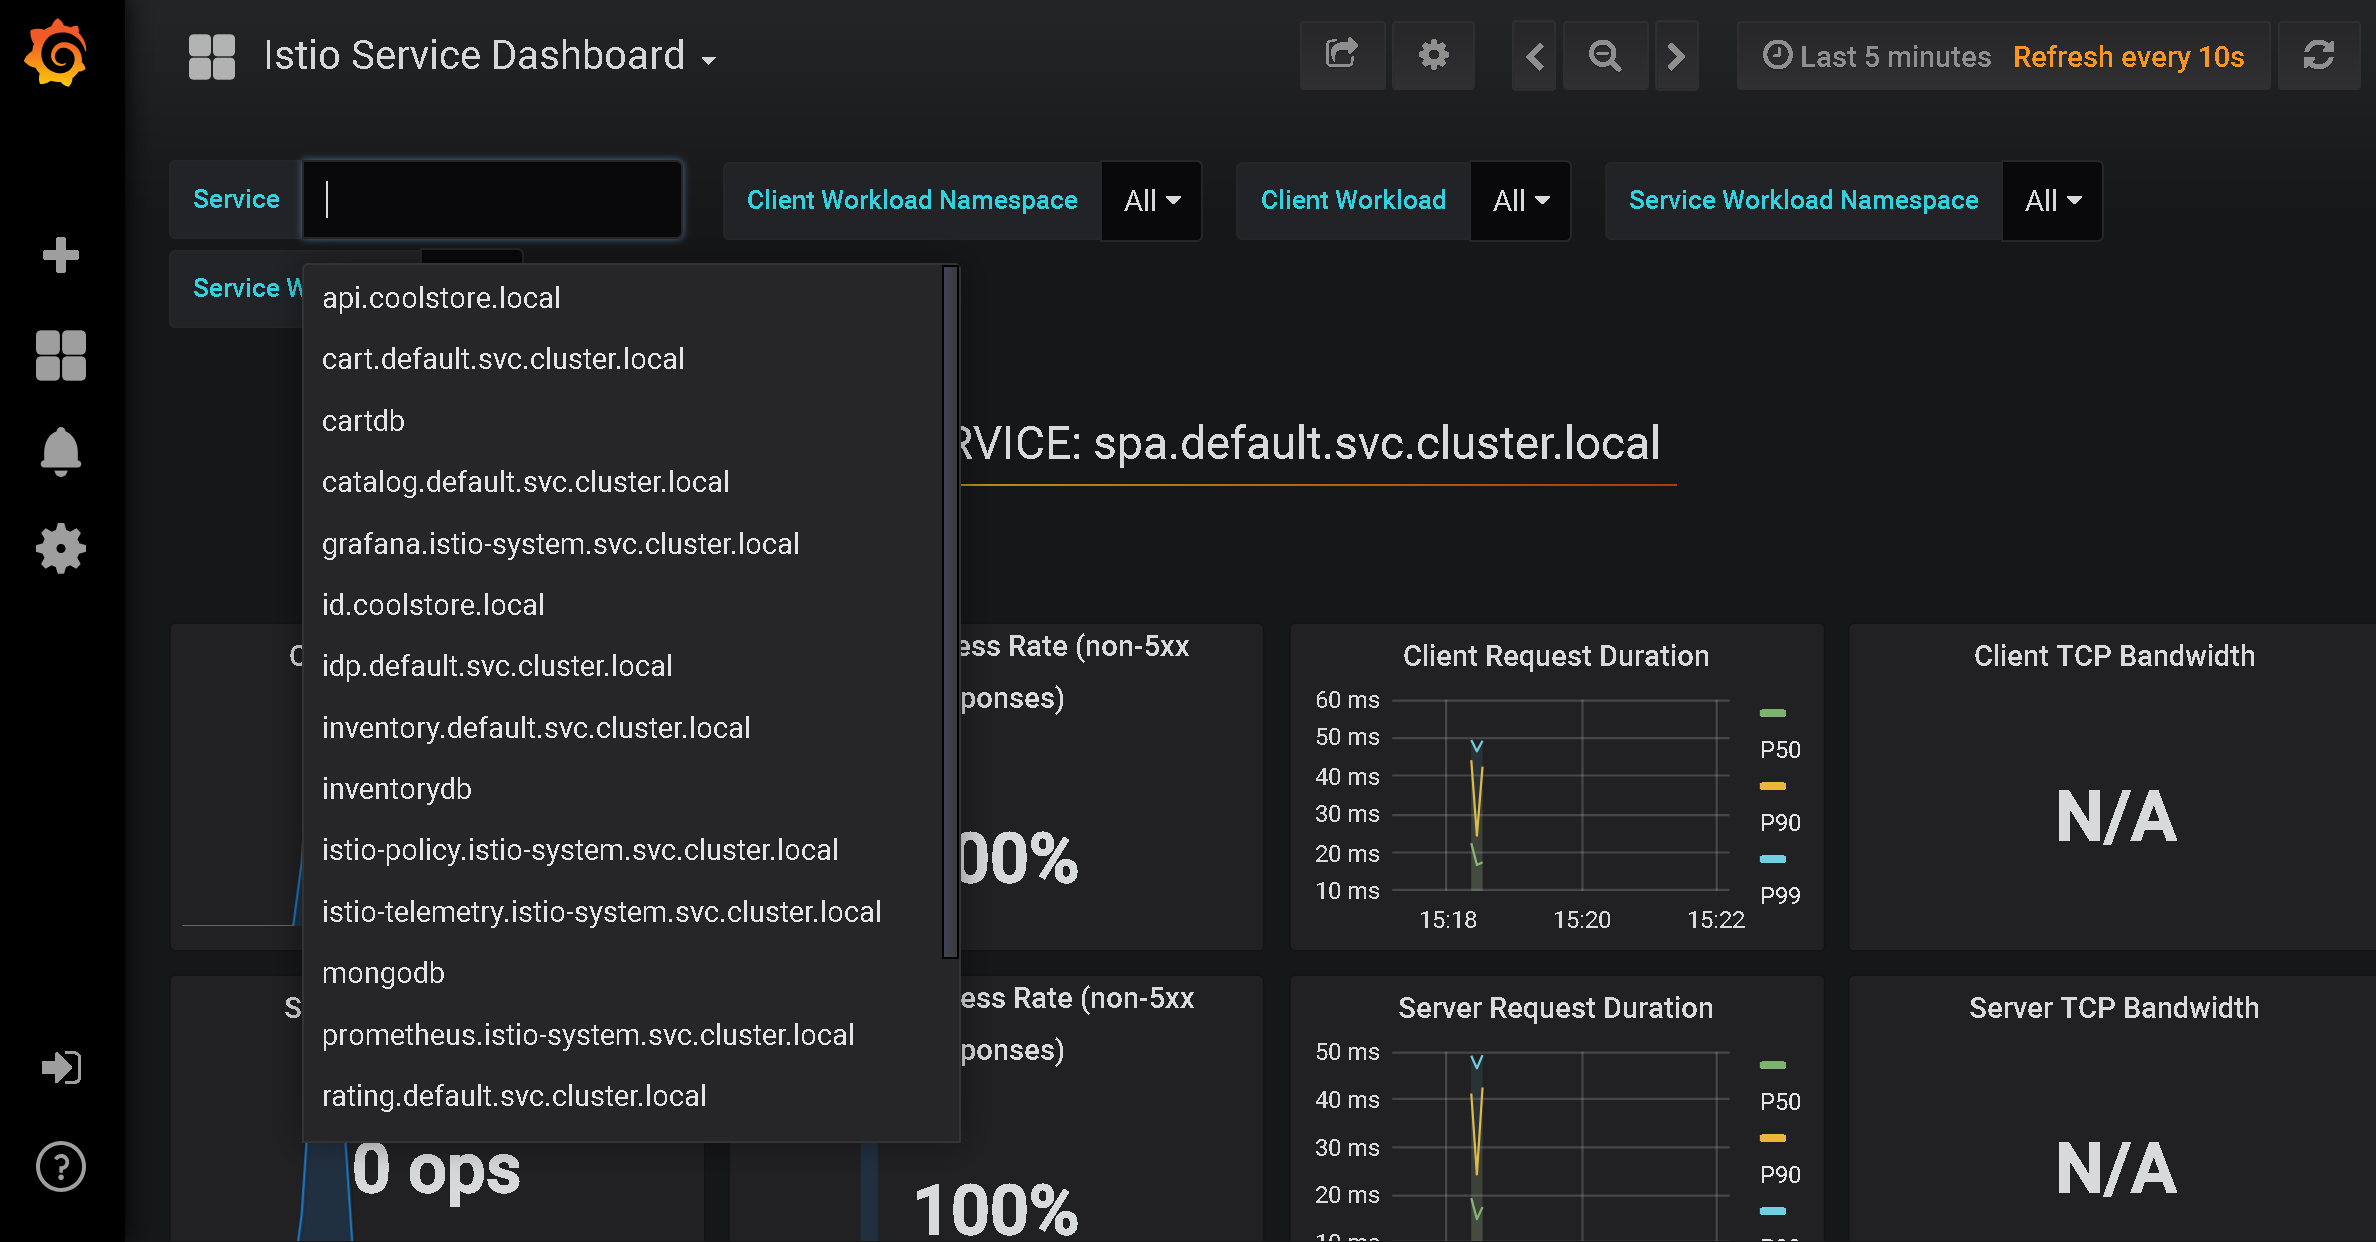 Istio Service Dashboard
Last 5 minutes Refresh every 10s
Service
Client Workload Namespace All
Client Workload All
Service Workload Namespace All
Service
api.coolstore.local
cart.default.svc.cluster.local
cartdb
catalog.default.svc.cluster.local
grafana.istio-system.svc.cluster.local
id.coolstore.local
idp.default.svc.cluster.local
inventory.default.svc.cluster.local
inventorydb
istio-policy.istio-system.svc.cluster.local
istio-telemetry.istio-system.svc.cluster.local
mongodb
prometheus.istio-system.svc.cluster.local
rating.default.svc.cluster.local
RVICE: spa.default.svc.cluster.local
ess Rate (non-5xx
ponses)
00%
Client Request Duration
60 ms
50 ms
40 ms
30 ms
20 ms
10 ms
15:18 15:20 15:22
P50
P90
P99
Client TCP Bandwidth
N/A
0 ops
ess Rate (non-5xx
ponses)
100%
Server Request Duration
50 ms
40 ms
30 ms
20 ms
P50
P90
Server TCP Bandwidth
N/A